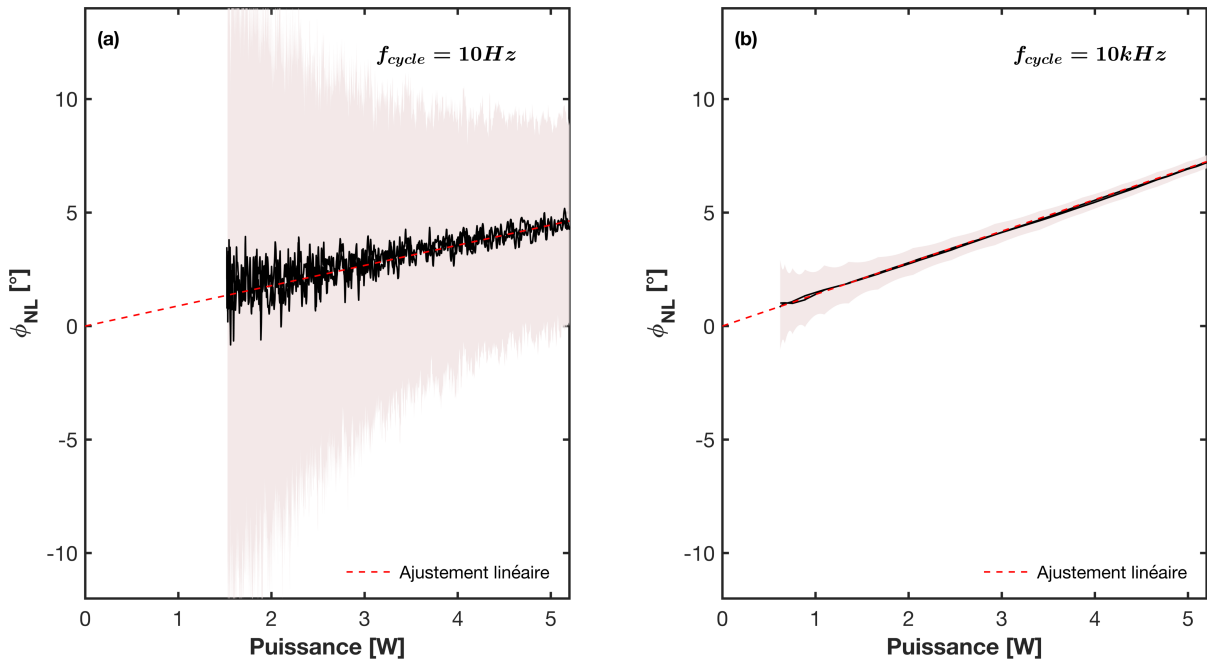 (a)
f_cycle = 10Hz
10
5
0
-5
-10
ϕ_NL [°]
0 1 2 3 4 5
Puissance [W]
Ajustement linéaire
(b)
f_cycle = 10kHz
10
5
0
-5
-10
ϕ_NL [°]
0 1 2 3 4 5
Puissance [W]
Ajustement linéaire